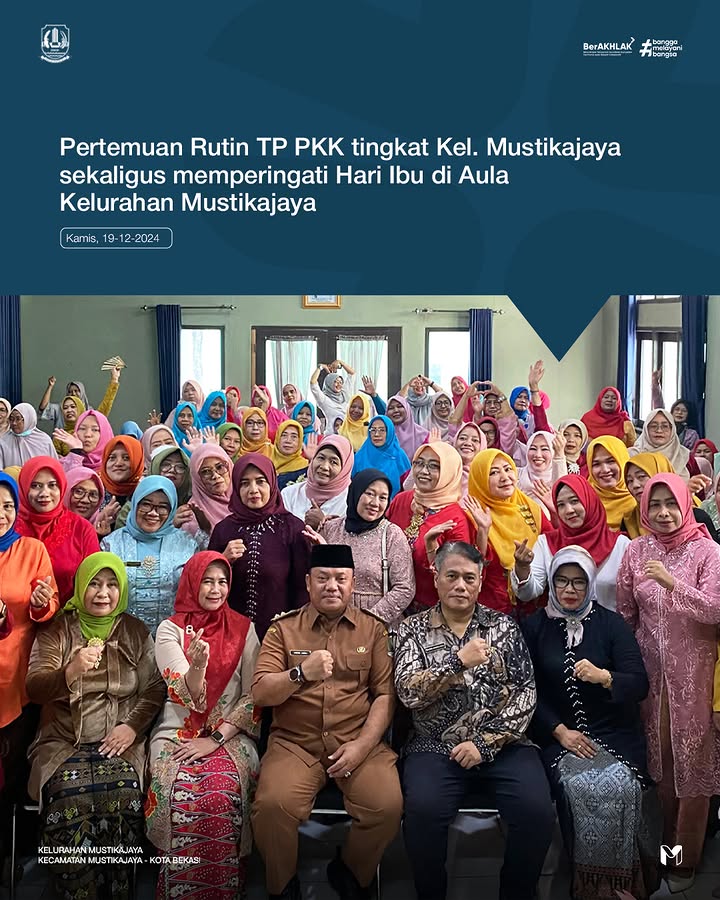 BerAKHLAK
#bangga
melayani
bangsa
Pertemuan Rutin TP PKK tingkat Kel. Mustikajaya
sekaligus memperingati Hari Ibu di Aula
Kelurahan Mustikajaya
Kamis, 19-12-2024
KELURAHAN MUSTIKAJAYA
KECAMATAN MUSTIKAJAYA - KOTA BEKASI